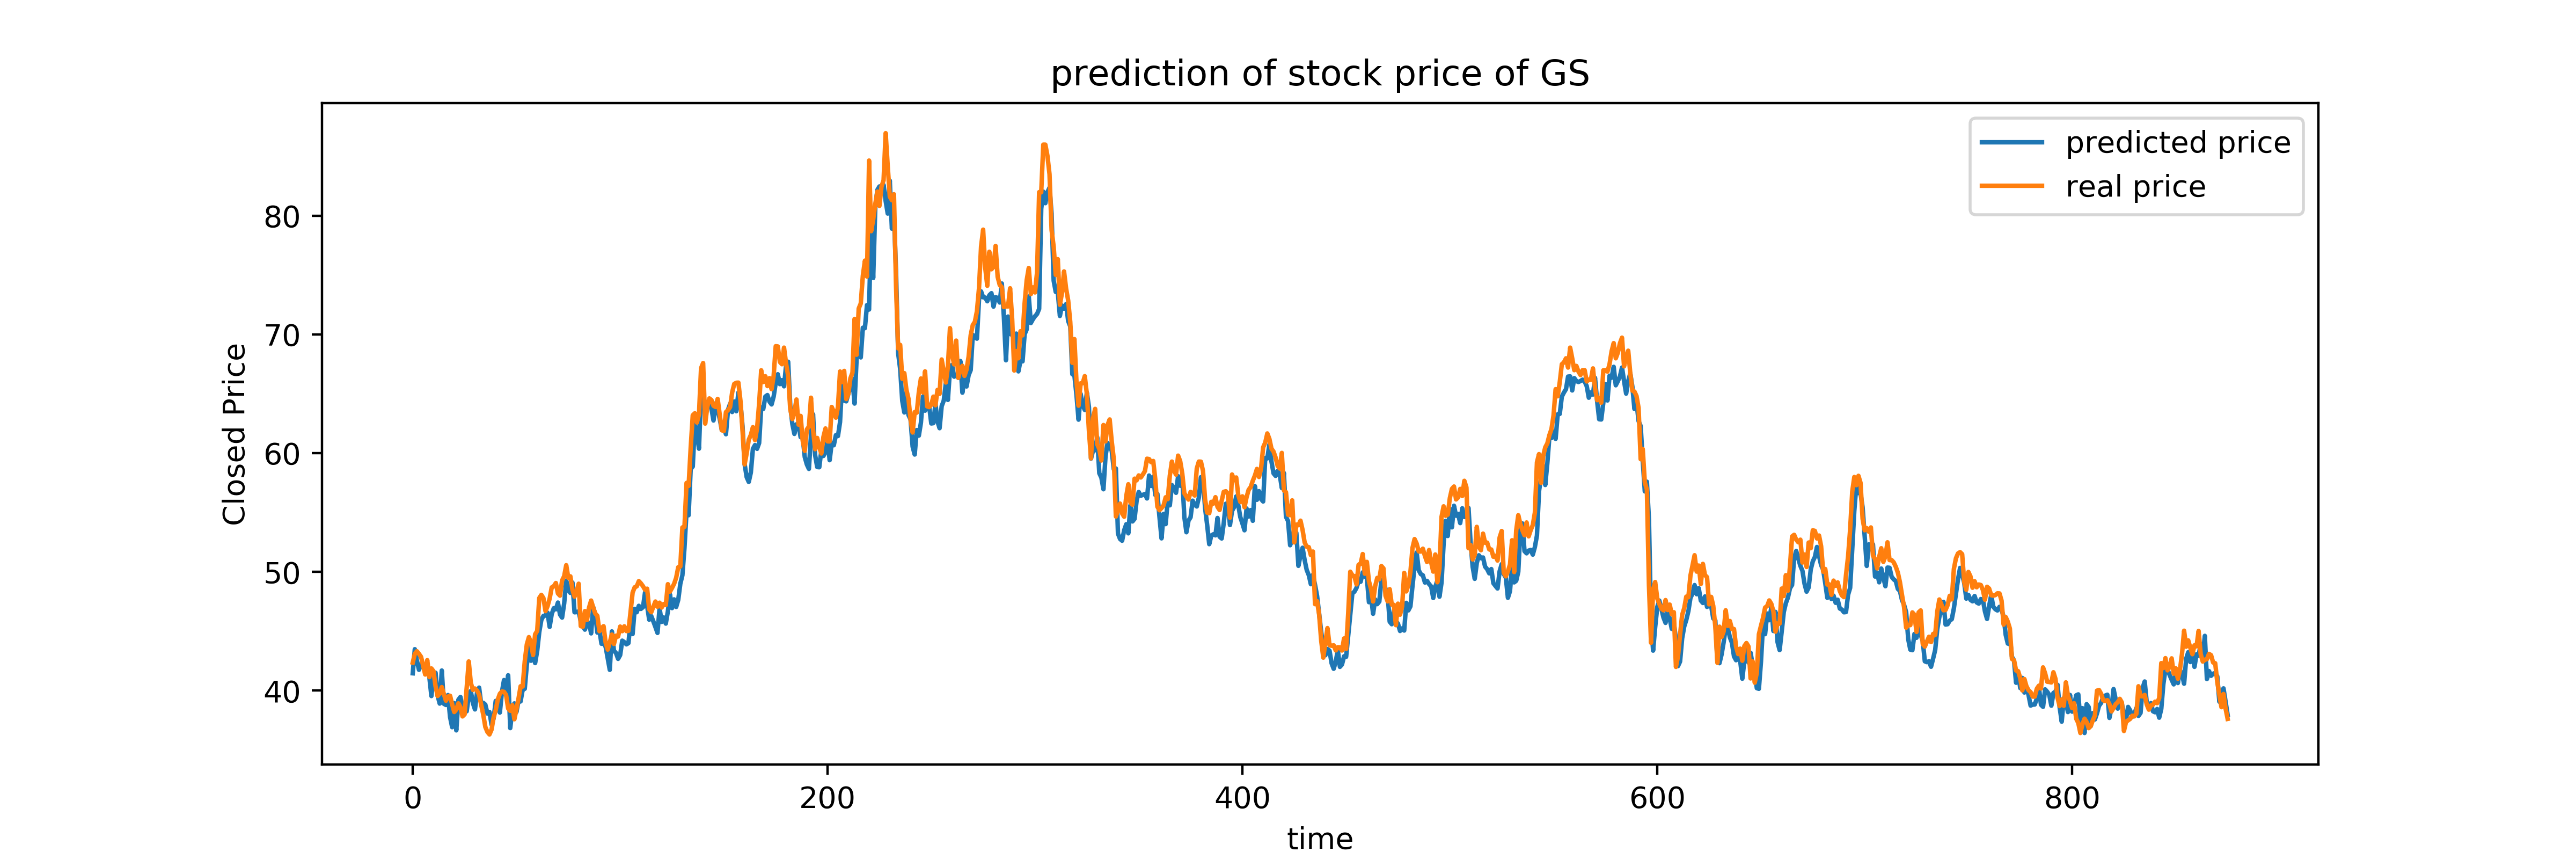 prediction of stock price of GS
predicted price
real price
Closed Price
80
70
60
50
40
0 200 400 600 800
time